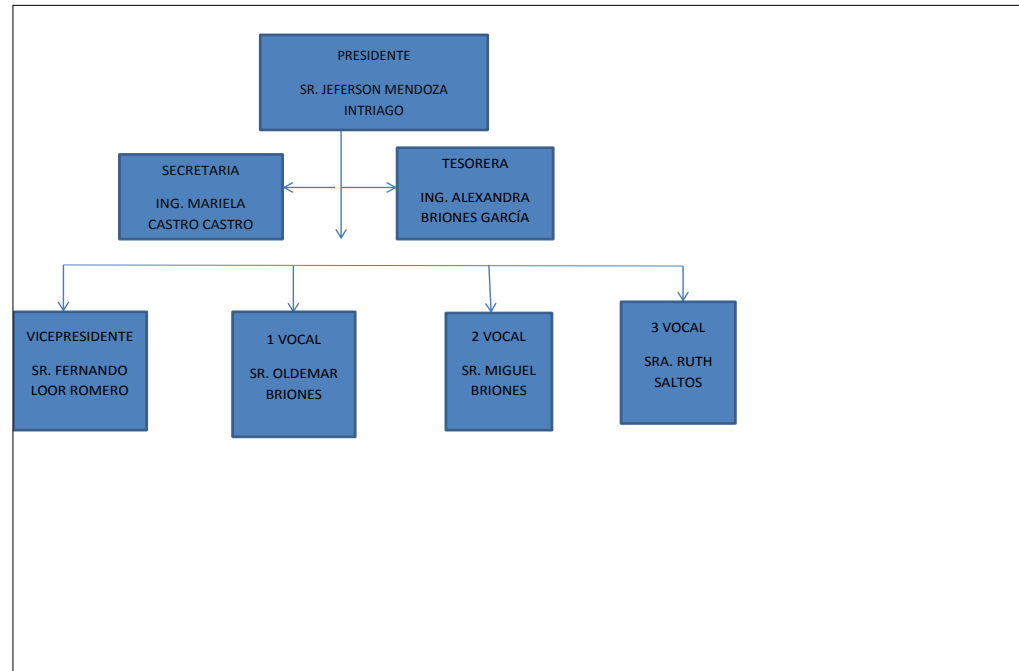 PRESIDENTE
SR. JEFERSON MENDOZA
INTRIAGO
SECRETARIA
ING. MARIELA
CASTRO CASTRO
TESORERA
ING. ALEXANDRA
BRIONES GARCÍA
VICEPRESIDENTE
SR. FERNANDO
LOOR ROMERO
1 VOCAL
SR. OLDEMAR
BRIONES
2 VOCAL
SR. MIGUEL
BRIONES
3 VOCAL
SRA. RUTH
SALTOS